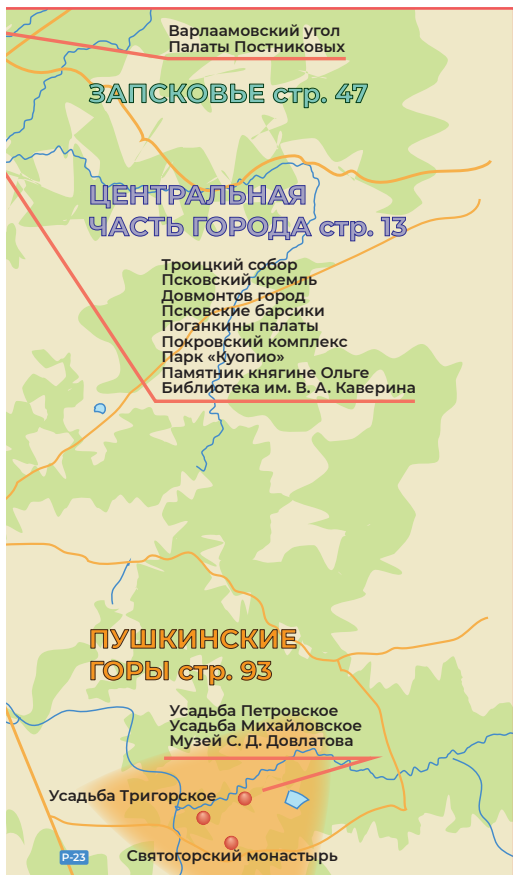 Варлаамовский угол
Палаты Постниковых
ЗАПСКОВЬЕ стр. 47
ЦЕНТРАЛЬНАЯ
ЧАСТЬ ГОРОДА стр. 13
Троицкий собор
Псковский кремль
Довмонтов город
Псковские барсики
Поганкины палаты
Покровский комплекс
Парк «Куопио»
Памятник княгине Ольге
Библиотека им. В. А. Каверина
ПУШКИНСКИЕ
ГОРЫ стр. 93
Усадьба Петровское
Усадьба Михайловское
Музей С. Д. Довлатова
Усадьба Тригорское
Р-23
Святогорский монастырь